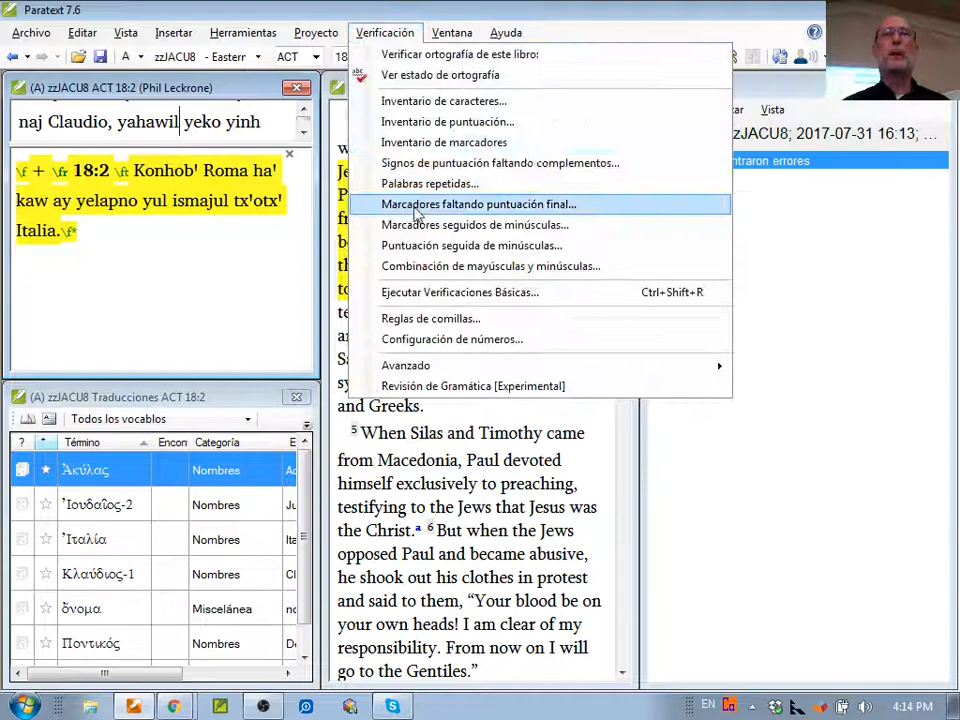 Paratext 7.6
Archivo Editar Vista Insertar Herramientas Proyecto Verificación Ventana Ayuda
zzJACU8 - Easterr ACT 18
(A) zzJACU8 ACT 18:2 (Phil Leckrone)
naj Claudio, yahawil yeko yinh
\f + \fr 18:2 \ft Konhob' Roma ha'
kaw ay yelapno yul ismajul tx'otx'
Italia.\f*
Verificar ortografía de este libro:
Ver estado de ortografía
Inventario de caracteres...
Inventario de puntuación...
Inventario de marcadores
Signos de puntuación faltando complementos...
Palabras repetidas...
Marcadores faltando puntuación final...
Marcadores seguidos de minúsculas...
Puntuación seguida de minúsculas...
Combinación de mayúsculas y minúsculas...
Ejecutar Verificaciones Básicas... Ctrl+Shift+R
Reglas de comillas...
Configuración de números...
Avanzado
Revisión de Gramática [Experimental]
Vista
zzJACU8; 2017-07-31 16:13; PERDO...
ntraron errores
(A) zzJACU8 Traducciones ACT 18:2
Todos los vocablos
? Término Encon Categoría E
Ἀκύλας Nombres Ac
Ἰουδαῖος-2 Nombres Ju
Ἰταλία Nombres Ita
Κλαύδιος-1 Nombres Cl
ὄνομα Miscelánea no
Ποντικός Nombres Pc
and Greeks.
5 When Silas and Timothy came
from Macedonia, Paul devoted
himself exclusively to preaching,
testifying to the Jews that Jesus was
the Christ.a 6 But when the Jews
opposed Paul and became abusive,
he shook out his clothes in protest
and said to them, “Your blood be on
your own heads! I am clear of my
responsibility. From now on I will
go to the Gentiles.”
EN 4:14 PM